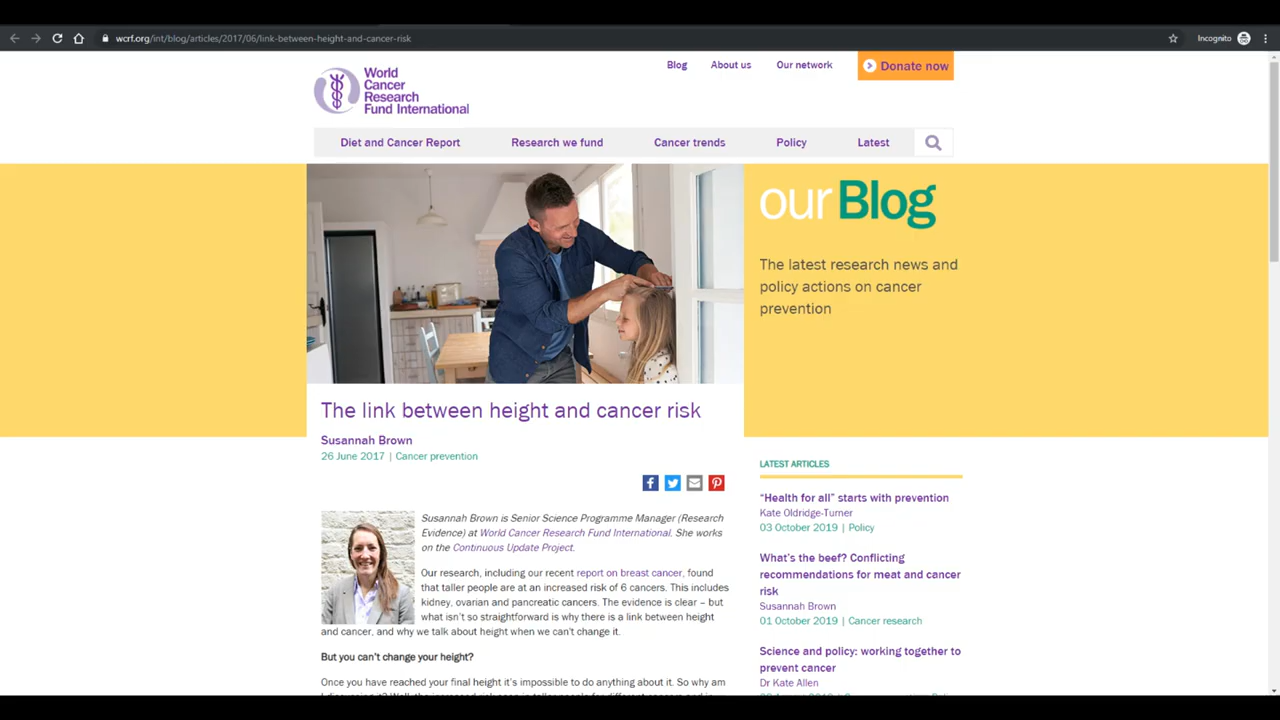 wcrf.org/int/blog/articles/2017/06/link-between-height-and-cancer-risk
Incognito
World
Cancer
Research
Fund International
Blog
About us
Our network
Donate now
Diet and Cancer Report
Research we fund
Cancer trends
Policy
Latest
ourBlog
The latest research news and
policy actions on cancer
prevention
The link between height and cancer risk
Susannah Brown
26 June 2017 | Cancer prevention
Susannah Brown is Senior Science Programme Manager (Research
Evidence) at World Cancer Research Fund International. She works
on the Continuous Update Project.
Our research, including our recent report on breast cancer, found
that taller people are at an increased risk of 6 cancers. This includes
kidney, ovarian and pancreatic cancers. The evidence is clear – but
what isn't so straightforward is why there is a link between height
and cancer, and why we talk about height when we can't change it.
But you can't change your height?
Once you have reached your final height it's impossible to do anything about it. So why am
LATEST ARTICLES
“Health for all” starts with prevention
Kate Oldridge-Turner
03 October 2019 | Policy
What's the beef? Conflicting
recommendations for meat and cancer
risk
Susannah Brown
01 October 2019 | Cancer research
Science and policy: working together to
prevent cancer
Dr Kate Allen